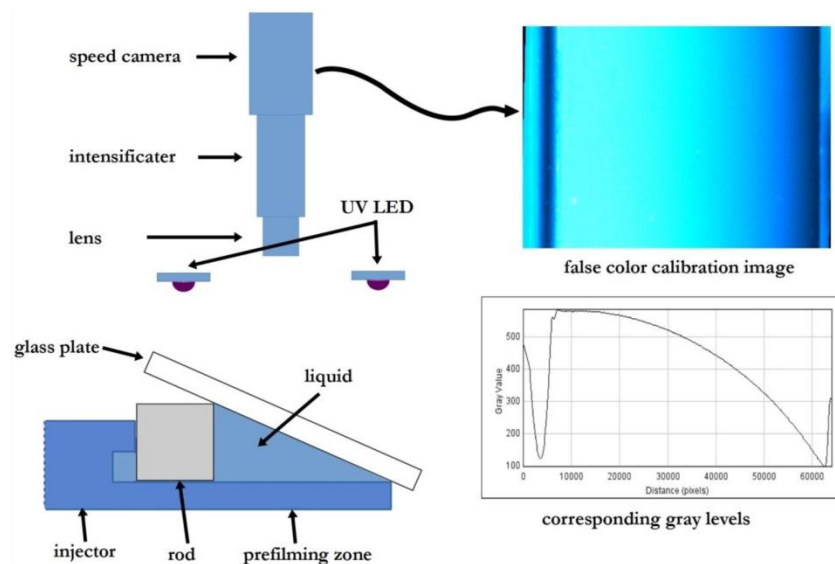 speed camera
intensificater
UV LED
lens
false color calibration image
glass plate
liquid
injector
rod
prefilming zone
Gray Value
500
400
300
200
100
0
10000
20000
30000
40000
50000
60000
Distance (pixels)
corresponding gray levels